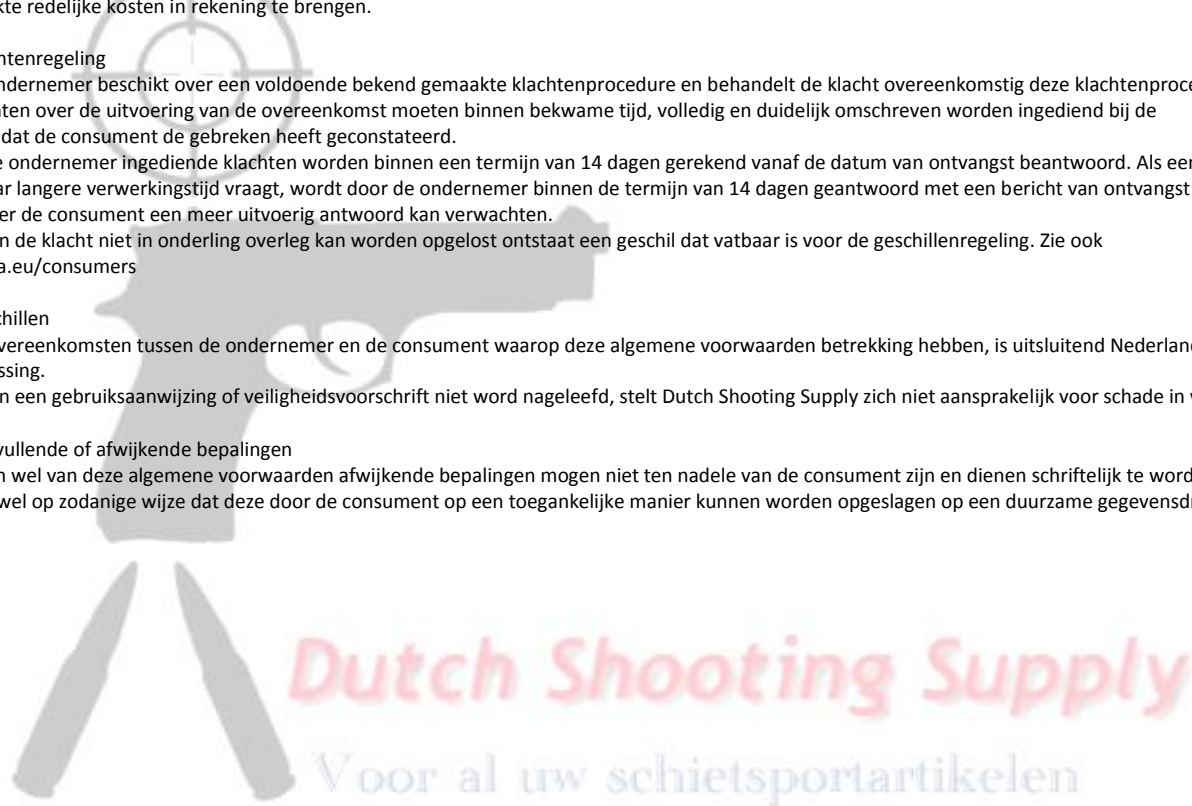 kte redelijke kosten in rekening te brengen.
htenregeling
ndernemer beschikt over een voldoende bekend gemaakte klachtenprocedure en behandelt de klacht overeenkomstig deze klachtenproce
ten over de uitvoering van de overeenkomst moeten binnen bekwame tijd, volledig en duidelijk omschreven worden ingediend bij de
dat de consument de gebreken heeft geconstateerd.
e ondernemer ingediende klachten worden binnen een termijn van 14 dagen gerekend vanaf de datum van ontvangst beantwoord. Als een
ar langere verwerkingstijd vraagt, wordt door de ondernemer binnen de termijn van 14 dagen geantwoord met een bericht van ontvangst
er de consument een meer uitvoerig antwoord kan verwachten.
n de klacht niet in onderling overleg kan worden opgelost ontstaat een geschil dat vatbaar is voor de geschillenregeling. Zie ook
a.eu/consumers
chillen
vereenkomsten tussen de ondernemer en de consument waarop deze algemene voorwaarden betrekking hebben, is uitsluitend Nederland
ssing.
n een gebruiksaanwijzing of veiligheidsvoorschrift niet word nageleefd, stelt Dutch Shooting Supply zich niet aansprakelijk voor schade in
vullende of afwijkende bepalingen
n wel van deze algemene voorwaarden afwijkende bepalingen mogen niet ten nadele van de consument zijn en dienen schriftelijk te word
wel op zodanige wijze dat deze door de consument op een toegankelijke manier kunnen worden opgeslagen op een duurzame gegevensd
Dutch Shooting Supply
Voor al uw schietsportartikelen